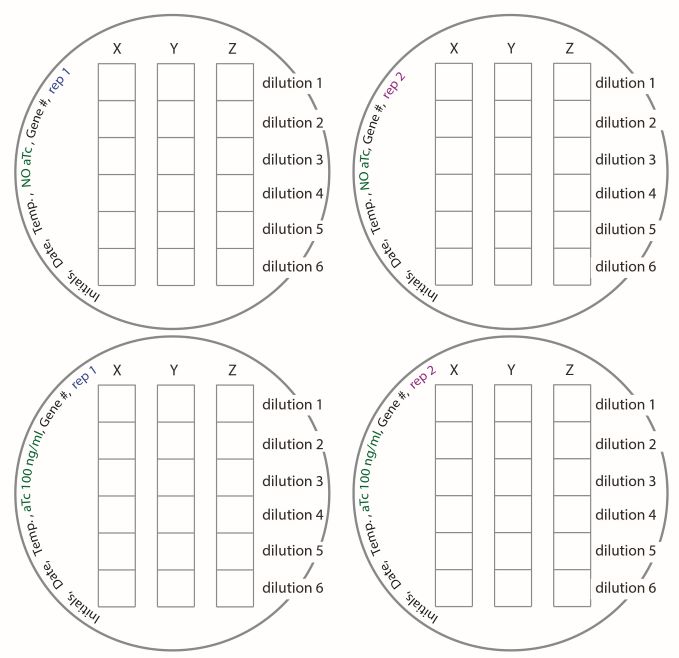 X Y Z
Initials, Date, Temp., NO aTc, Gene #, rep 1
dilution 1
dilution 2
dilution 3
dilution 4
dilution 5
dilution 6
X Y Z
Initials, Date, Temp., NO aTc, Gene #, rep 2
dilution 1
dilution 2
dilution 3
dilution 4
dilution 5
dilution 6
X Y Z
Initials, Date, Temp., aTc 100 ng/ml, Gene #, rep 1
dilution 1
dilution 2
dilution 3
dilution 4
dilution 5
dilution 6
X Y Z
Initials, Date, Temp., aTc 100 ng/ml, Gene #, rep 2
dilution 1
dilution 2
dilution 3
dilution 4
dilution 5
dilution 6